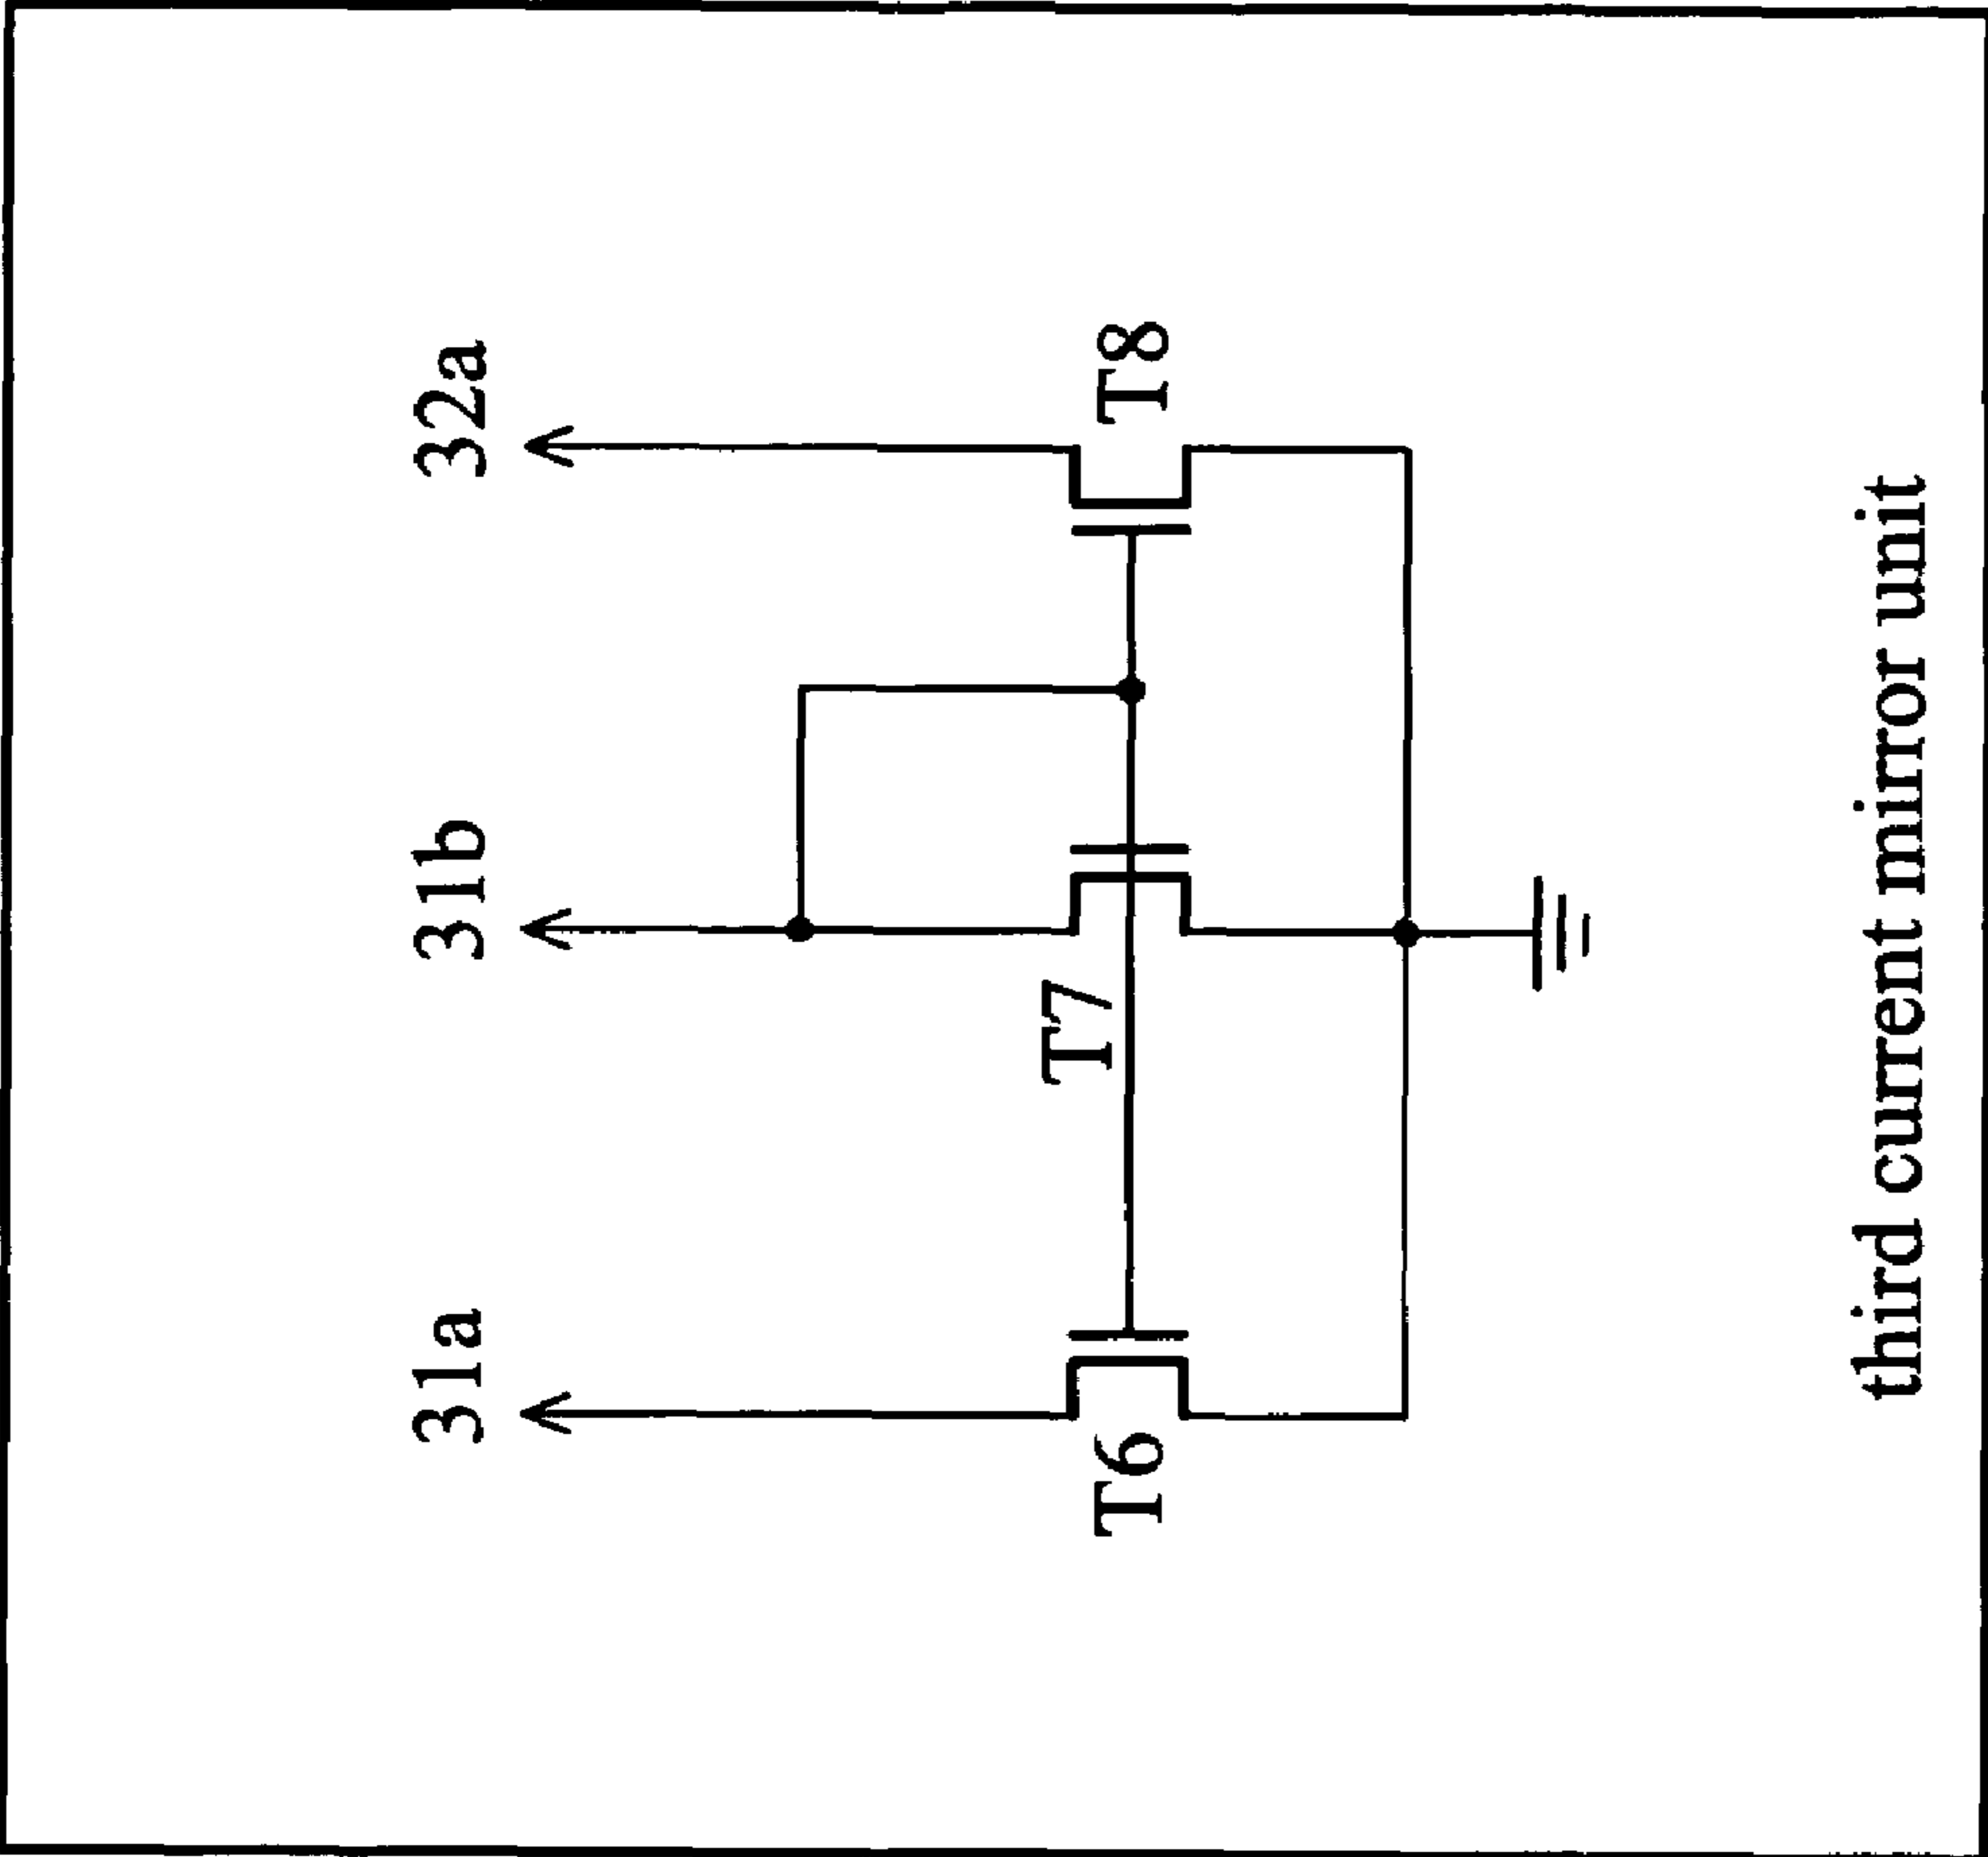 31a
31b
32a
T6
T7
T8
third current mirror unit